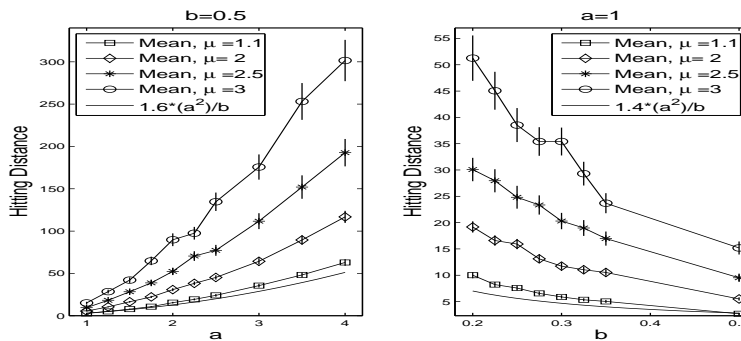 b=0.5
Hitting Distance
300
250
200
150
100
50
0
Mean, μ =1.1
Mean, μ= 2
Mean, μ =2.5
Mean, μ =3
1.6*(a²)/b
1 2 3 4
a
a=1
Hitting Distance
55
50
45
40
35
30
25
20
15
10
5
Mean, μ =1.1
Mean, μ= 2
Mean, μ =2.5
Mean, μ =3
1.4*(a²)/b
0.2 0.3 0.4
b